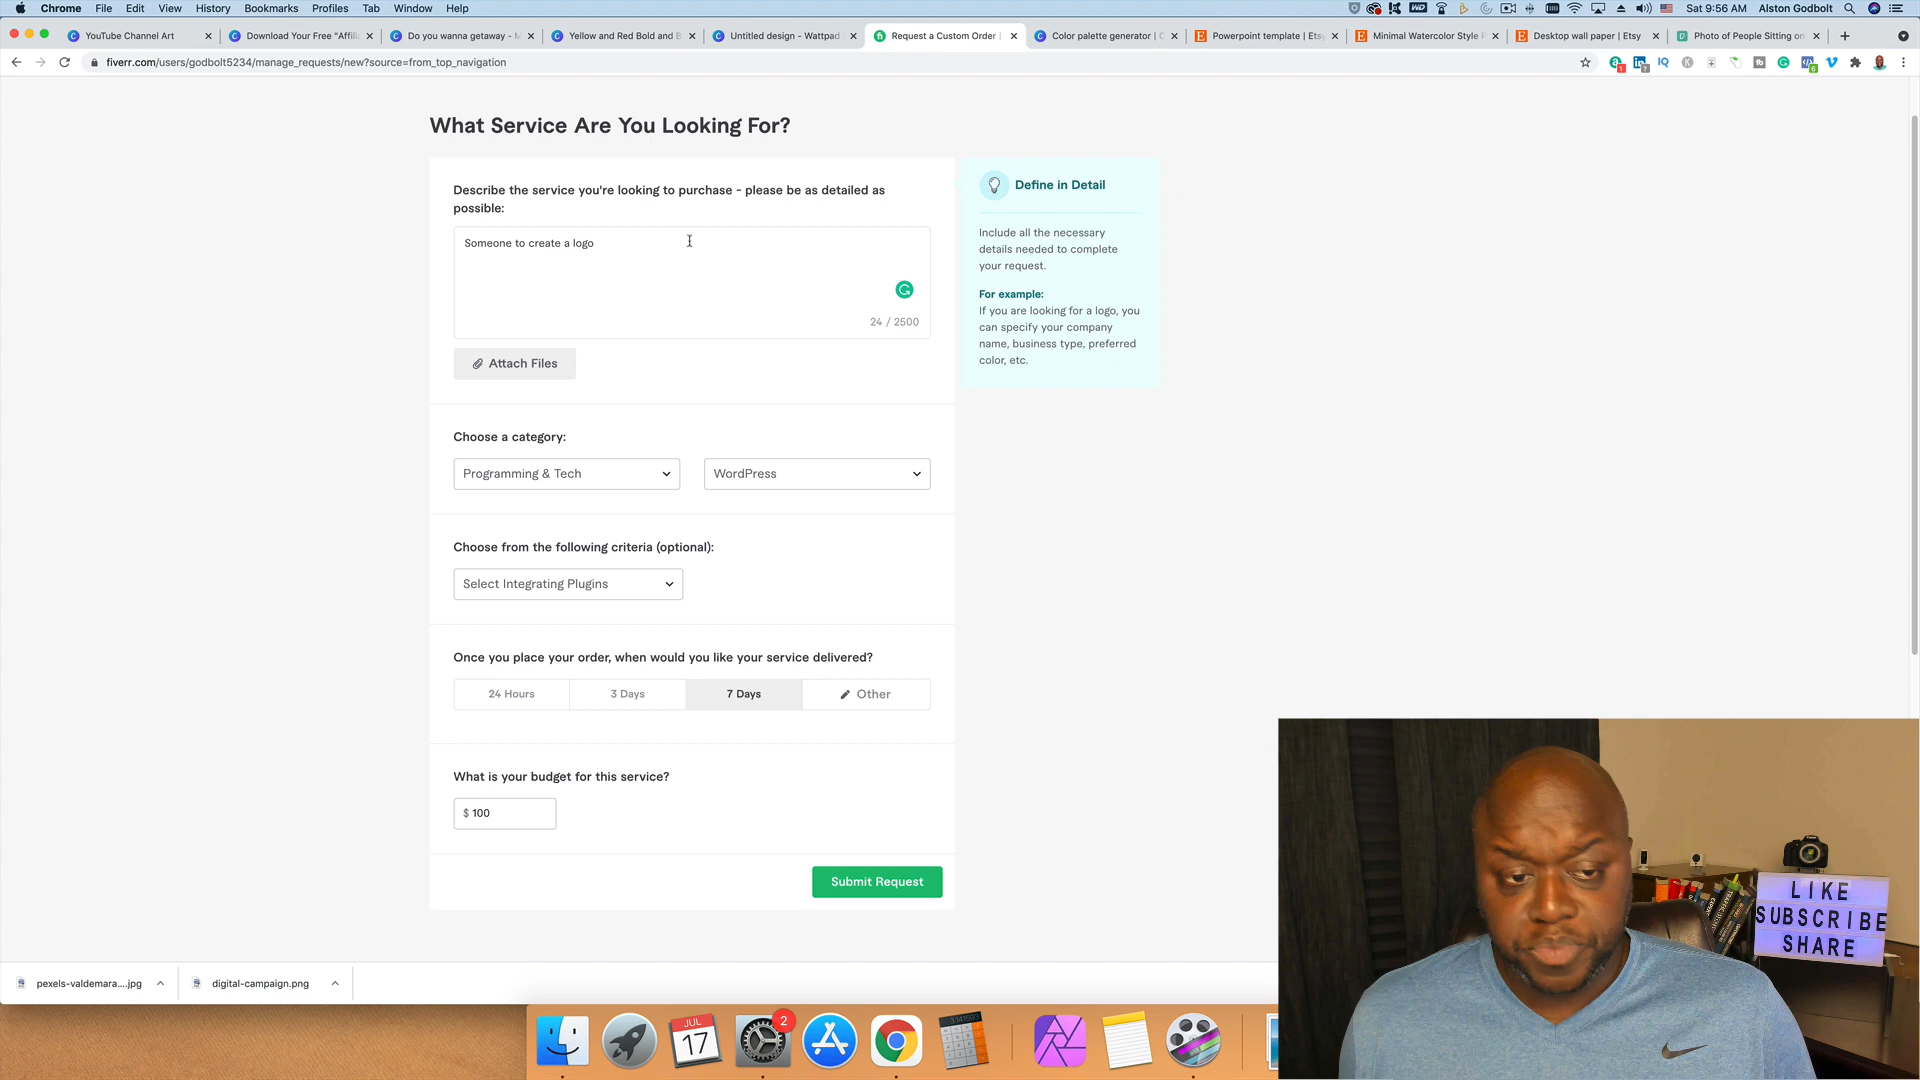 Chrome File Edit View History Bookmarks Profiles Tab Window Help
Sat 9:56 AM Alston Godbolt
YouTube Channel Art
Download Your Free "Affili
Do you wanna getaway - M
Yellow and Red Bold and B
Untitled design - Wattpad
Request a Custom Order
Color palette generator | C
Powerpoint template | Etsy
Minimal Watercolor Style P
Desktop wall paper | Etsy
Photo of People Sitting on
fiverr.com/users/godbolt5234/manage_requests/new?source=from_top_navigation
What Service Are You Looking For?
Describe the service you're looking to purchase - please be as detailed as
possible:
Someone to create a logo
24 / 2500
Attach Files
Define in Detail
Include all the necessary
details needed to complete
your request.
For example:
If you are looking for a logo, you
can specify your company
name, business type, preferred
color, etc.
Choose a category:
Programming & Tech
WordPress
Choose from the following criteria (optional):
Select Integrating Plugins
Once you place your order, when would you like your service delivered?
24 Hours
3 Days
7 Days
Other
What is your budget for this service?
$ 100
Submit Request
pexels-valdemara....jpg
digital-campaign.png
JUL
17
2
LIKE
SUBSCRIBE
SHARE